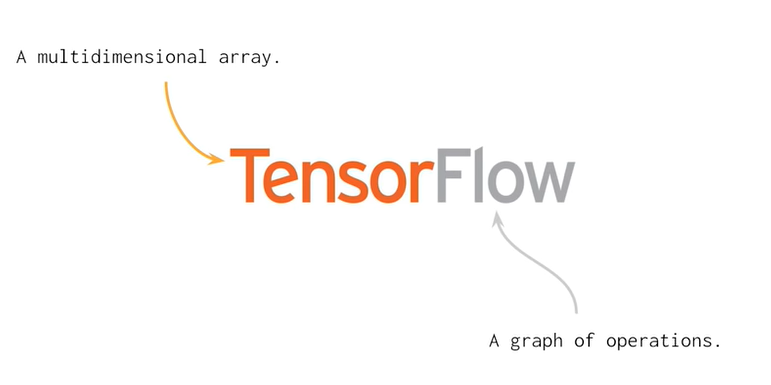 A multidimensional array.
TensorFlow
A graph of operations.